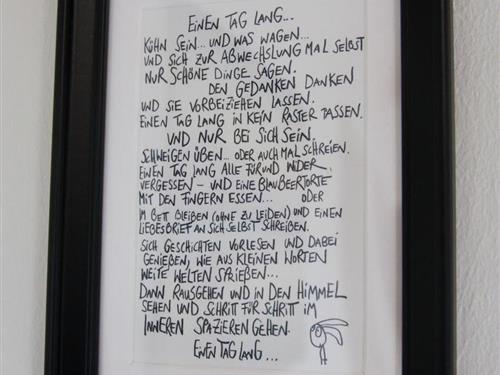 EINEN TAG LANG...
KÜHN SEIN... UND WAS WAGEN...
UND SICH ZUR ABWECHSLUNG MAL SELBST
NUR SCHÖNE DINGE SAGEN.
DEN GEDANKEN DANKEN
UND SIE VORBEIZIEHEN LASSEN.
EINEN TAG LANG IN KEIN RASTER PASSEN.
UND NUR BEI SICH SEIN.
SCHWEIGEN ÜBEN... ODER AUCH MAL SCHREIEN.
EINEN TAG LANG ALLE FÜR UND WIDER
VERGESSEN - UND EINE BLAUBEERTORTE
MIT DEN FINGERN ESSEN... ODER
IM BETT BLEIBEN (OHNE ZU LEIDEN) UND EINEN
LIEBESBRIEF AN SICH SELBST SCHREIBEN.
SICH GESCHICHTEN VORLESEN UND DABEI
GENIEßEN, WIE AUS KLEINEN WORTEN
WEITE WELTEN SPRIEßEN...
DANN RAUSGEHEN UND IN DEN HIMMEL
SEHEN UND SCHRITT FÜR SCHRITT IM
INNEREN SPAZIEREN GEHEN.
EINEN TAG LANG...